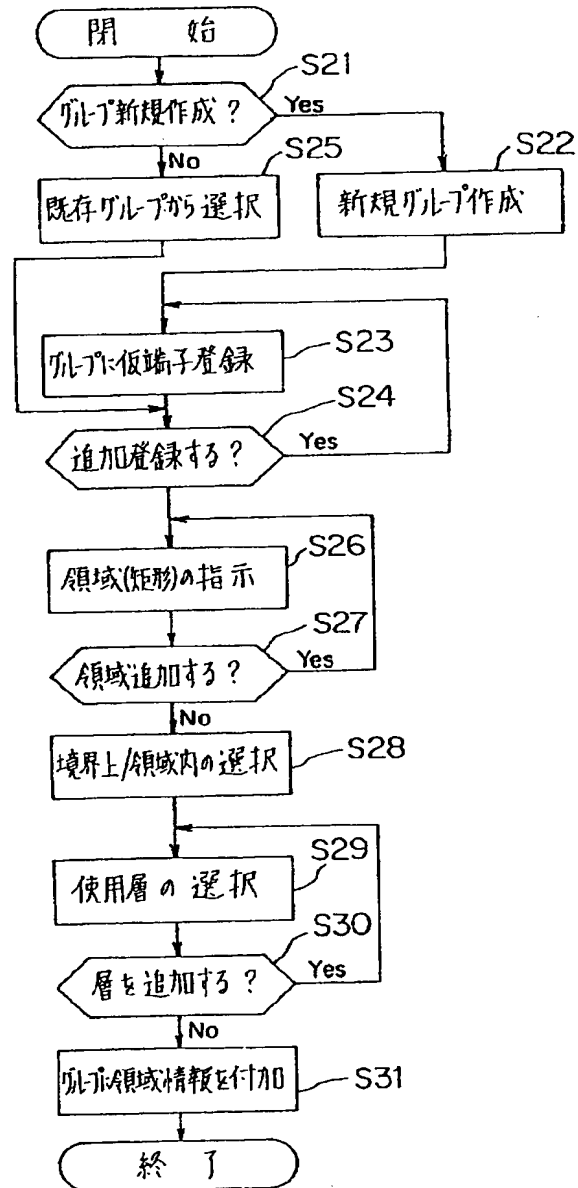 開 始
S21
グループ新規作成?
Yes
No
S25
S22
既存グループから選択
新規グループ作成
S23
グループに仮端子登録
S24
追加登録する?
Yes
S26
領域(矩形)の指示
S27
領域追加する?
Yes
No
境界上/領域内の選択
S28
S29
使用層の選択
S30
層を追加する?
Yes
No
グループに領域情報を付加
S31
終 了